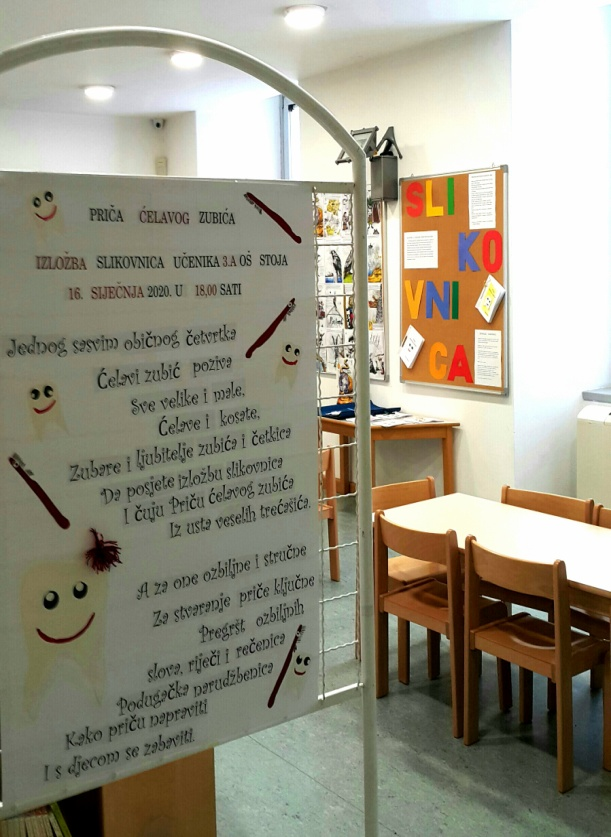 PRIČA ĆELAVOG ZUBIĆA
IZLOŽBA SLIKOVNICA UČENIKA 3.A OŠ STOJA
16. SIJEČNJA 2020. U 18,00 SATI
Jednog sasvim običnog četvrtka
Ćelavi zubić poziva
Sve velike i male,
Ćelave i kosate,
Zubare i ljubitelje zubića i četkica
Da posjete izložbu slikovnica
I čuju Priču ćelavog zubića
Iz usta veselih trećašića.
A za one ozbiljne i stručne
Za stvaranje priče ključne
Pregršt ozbiljnih
slova, riječi i rečenica
Podugačka narudžbenica
Kako priču napraviti
I s djecom se zabaviti.
SLI
KO
VNI
CA